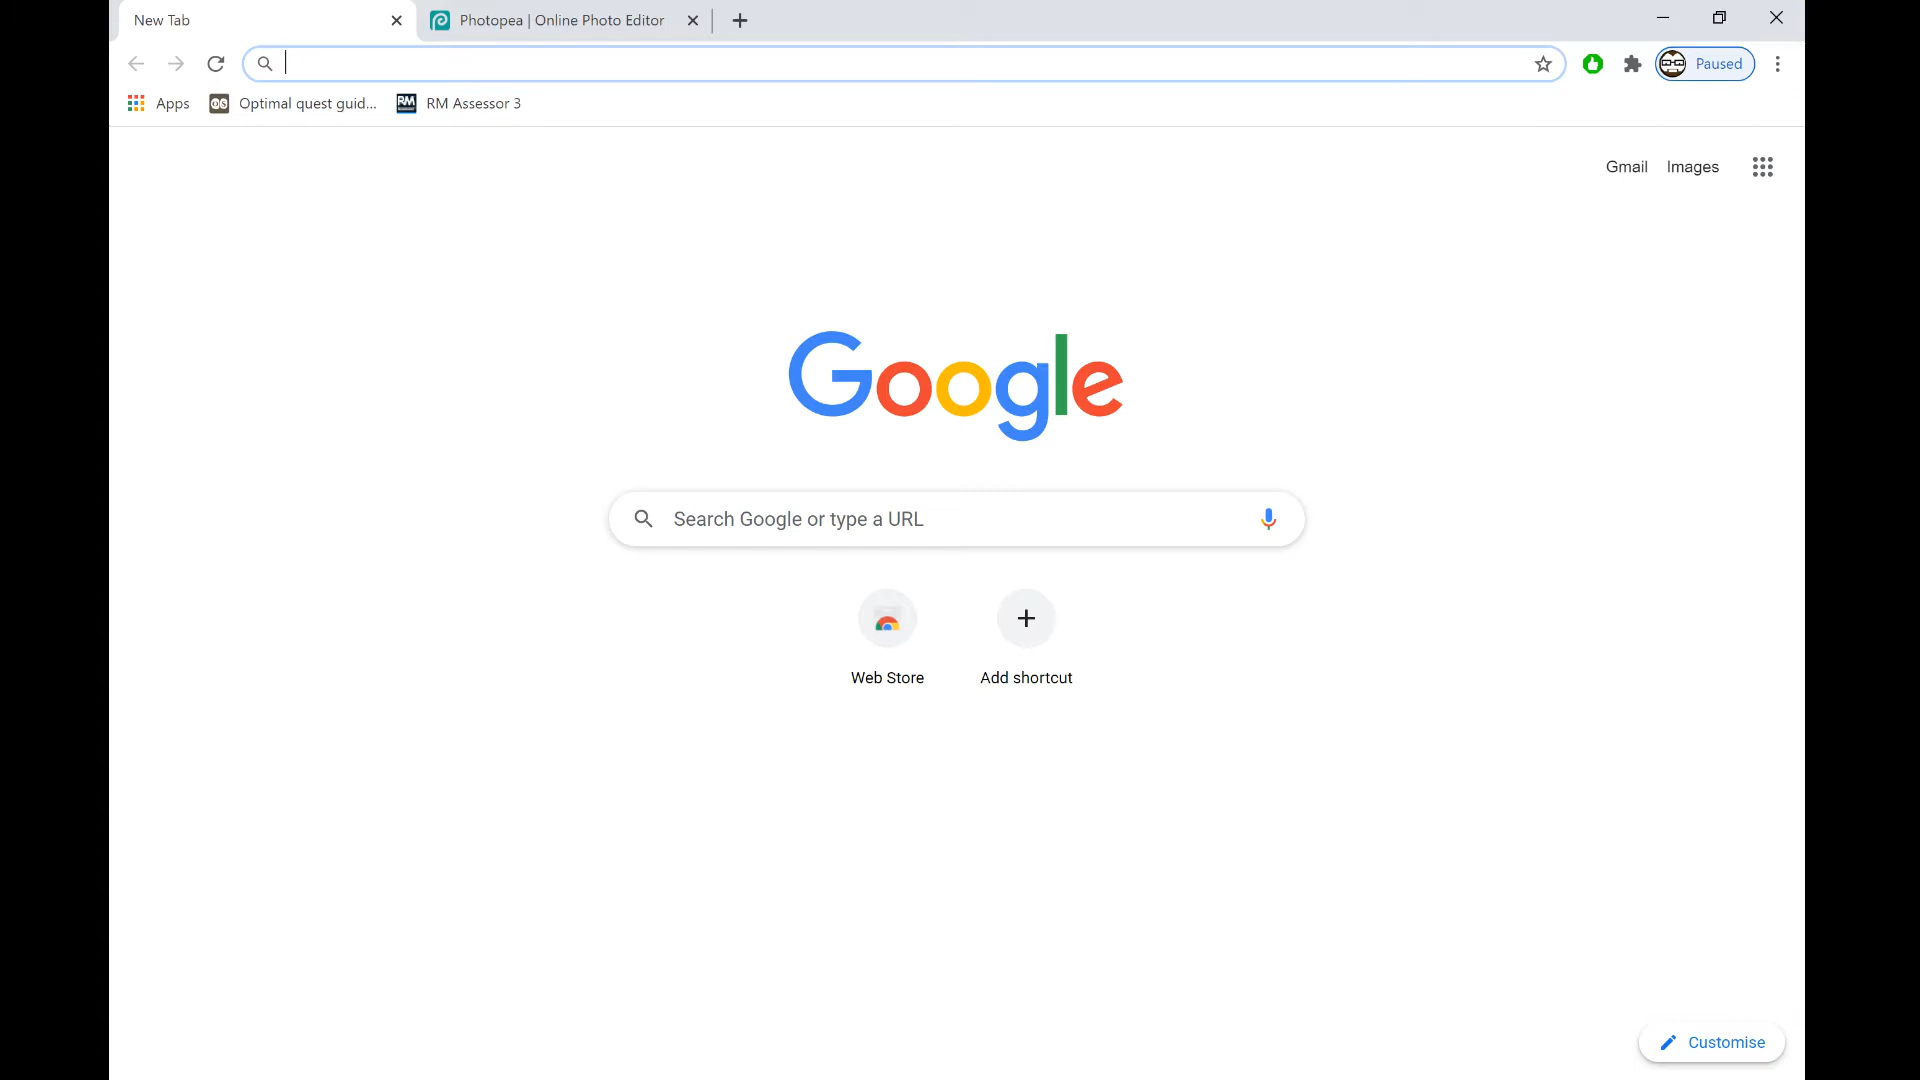 New Tab
Photopea | Online Photo Editor
Paused
Apps
Optimal quest guid...
RM
RM Assessor 3
Gmail
Images
Google
Search Google or type a URL
Web Store
Add shortcut
Customise